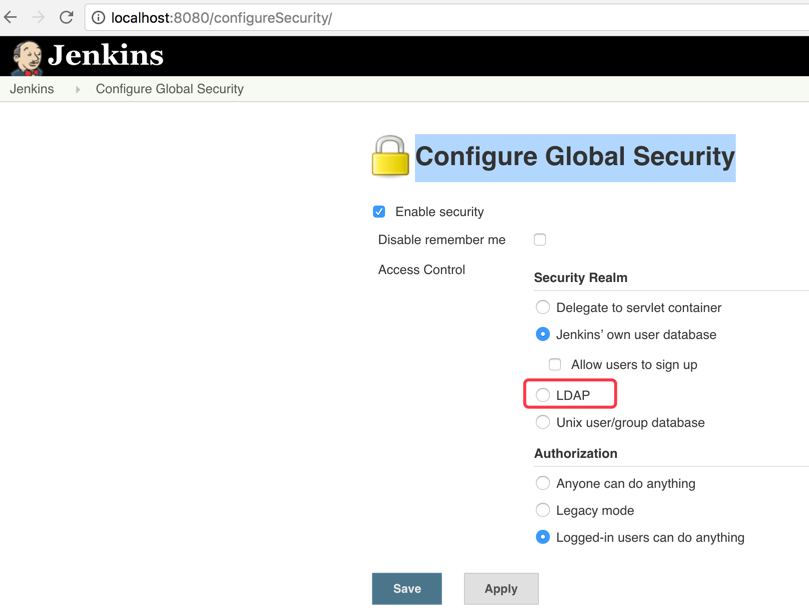 localhost:8080/configureSecurity/
Jenkins
Jenkins Configure Global Security
Configure Global Security
Enable security
Disable remember me
Access Control
Security Realm
Delegate to servlet container
Jenkins’ own user database
Allow users to sign up
LDAP
Unix user/group database
Authorization
Anyone can do anything
Legacy mode
Logged-in users can do anything
Save Apply